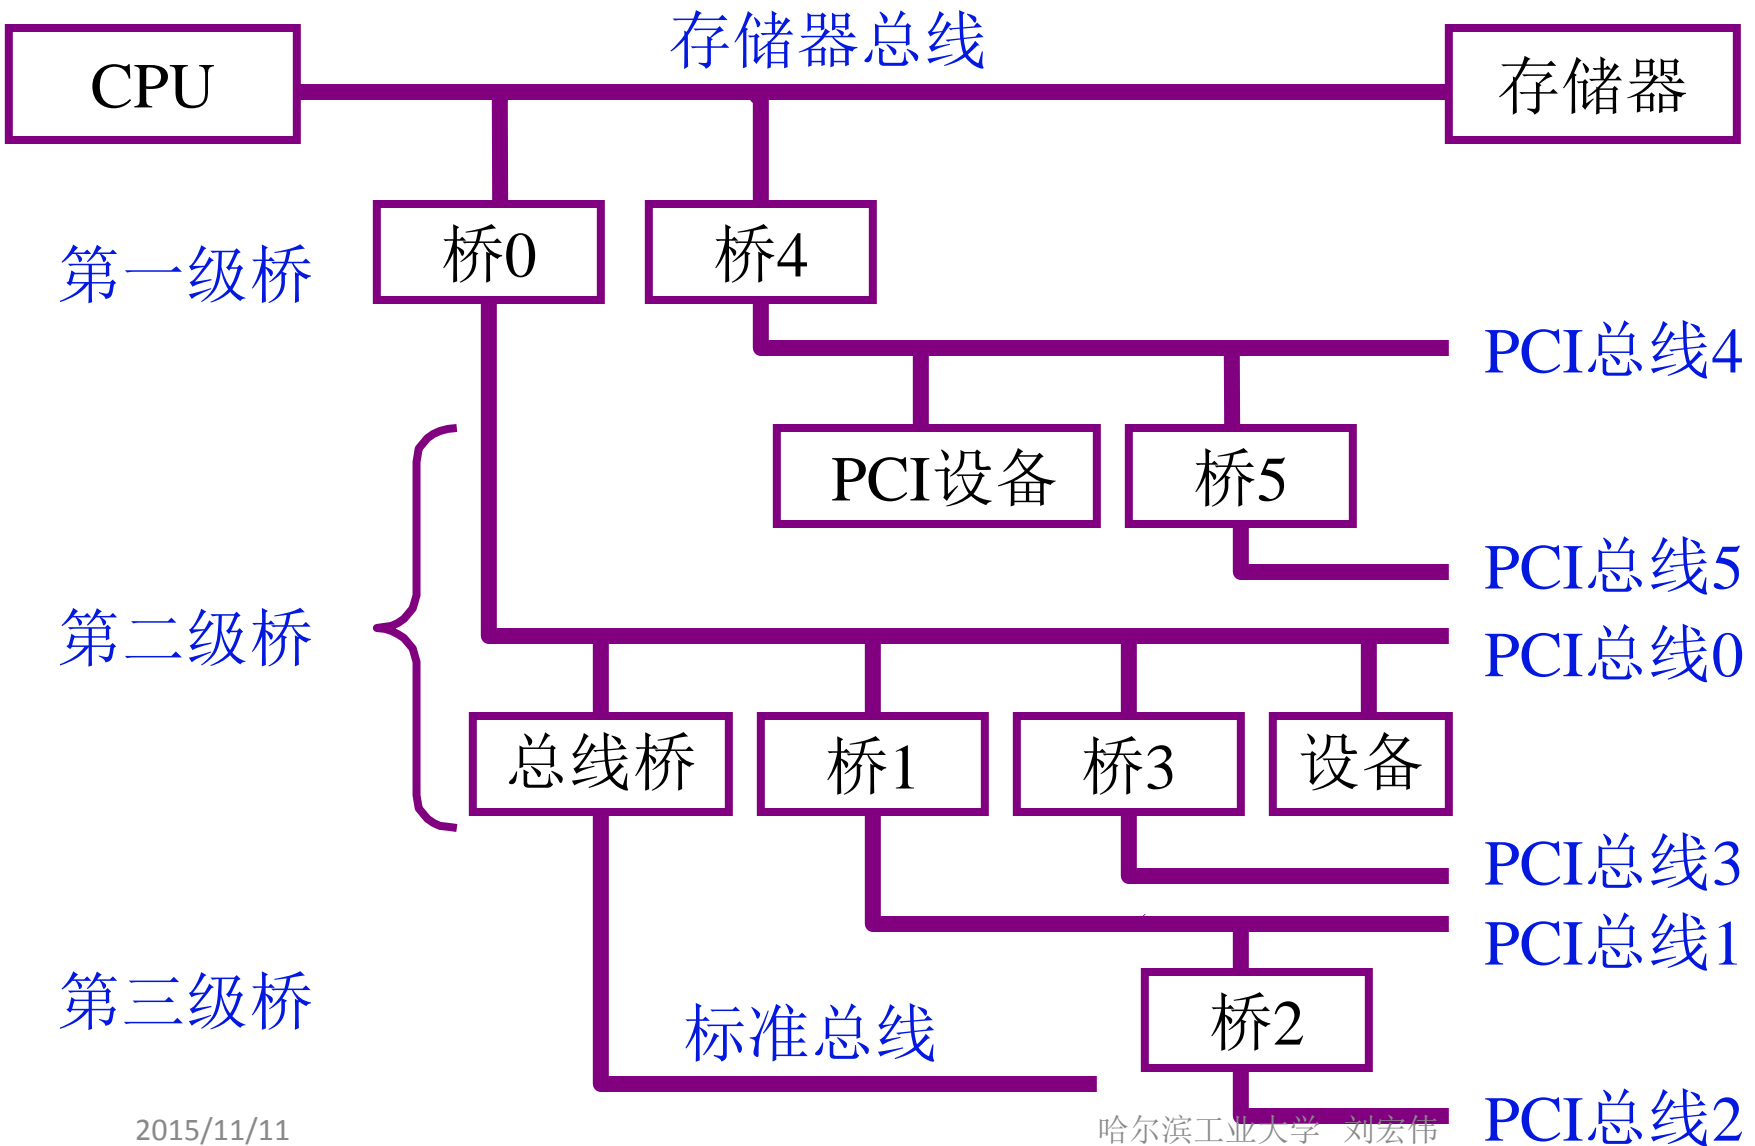 存储器总线
CPU
存储器
第一级桥
桥0
桥4
PCI总线4
PCI设备
桥5
PCI总线5
第二级桥
PCI总线0
总线桥
桥1
桥3
设备
PCI总线3
PCI总线1
第三级桥
标准总线
桥2
PCI总线2
2015/11/11
哈尔滨工业大学 刘宏伟